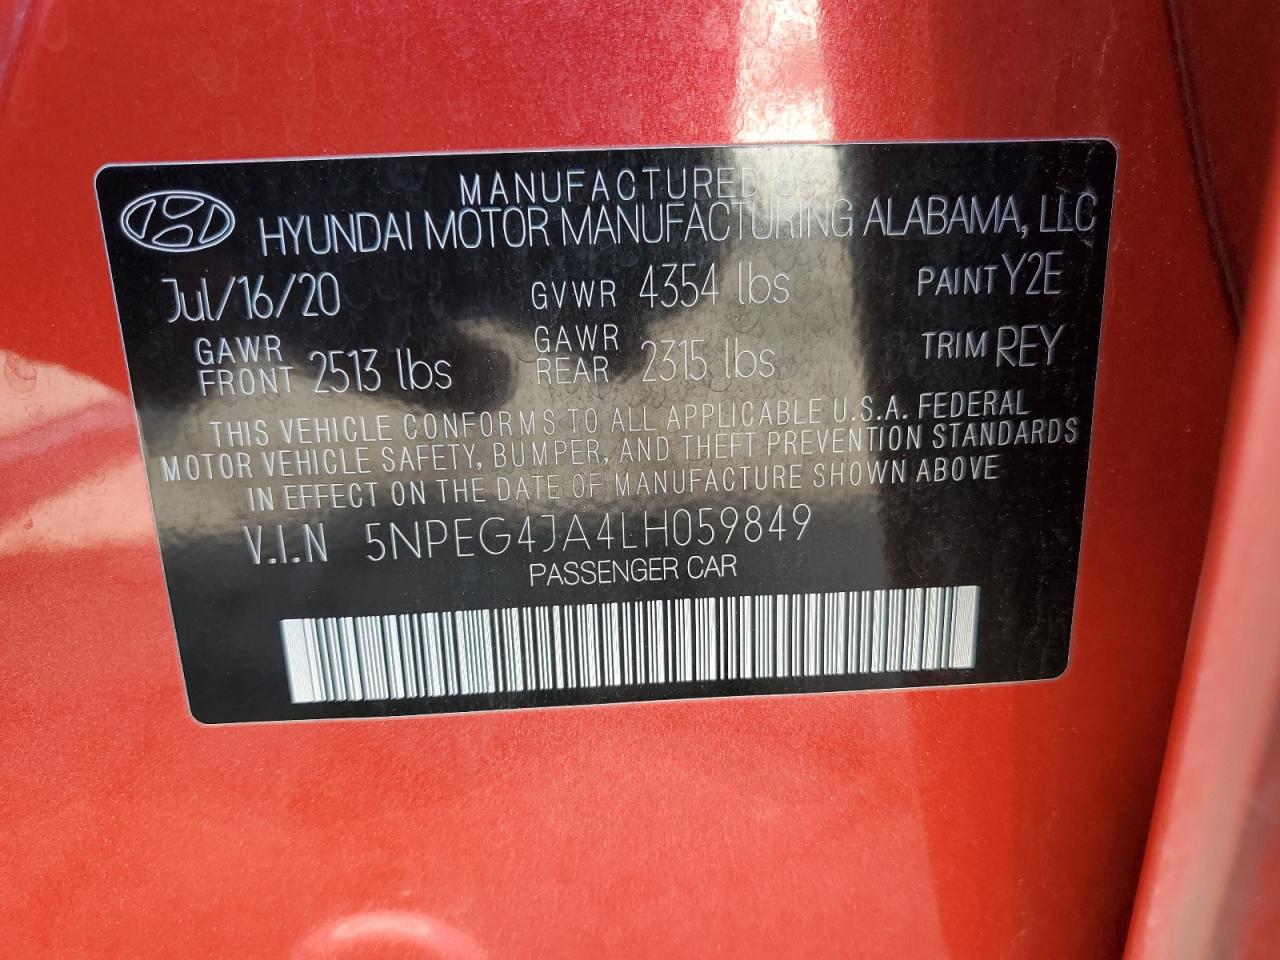 MANUFACTURED
HYUNDAI MOTOR MANUFACTURING ALABAMA, LLC
Jul/16/20 GVWR 4354 lbs PAINT Y2E
GAWR FRONT 2513 lbs GAWR REAR 2315 lbs TRIM REY
THIS VEHICLE CONFORMS TO ALL APPLICABLE U.S.A. FEDERAL
MOTOR VEHICLE SAFETY, BUMPER, AND THEFT PREVENTION STANDARDS
IN EFFECT ON THE DATE OF MANUFACTURE SHOWN ABOVE
V.I.N 5NPEG4JA4LH059849
PASSENGER CAR